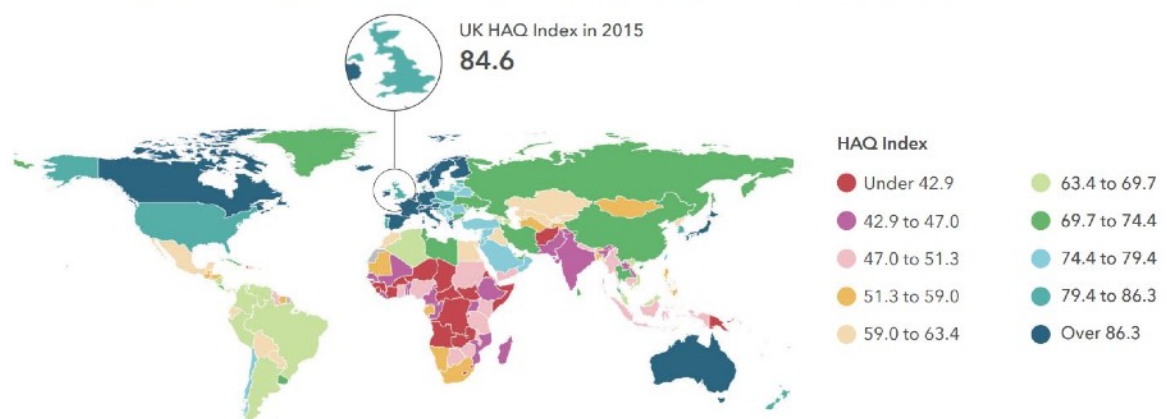 UK HAQ Index in 2015
84.6
HAQ Index
Under 42.9
42.9 to 47.0
47.0 to 51.3
51.3 to 59.0
59.0 to 63.4
63.4 to 69.7
69.7 to 74.4
74.4 to 79.4
79.4 to 86.3
Over 86.3